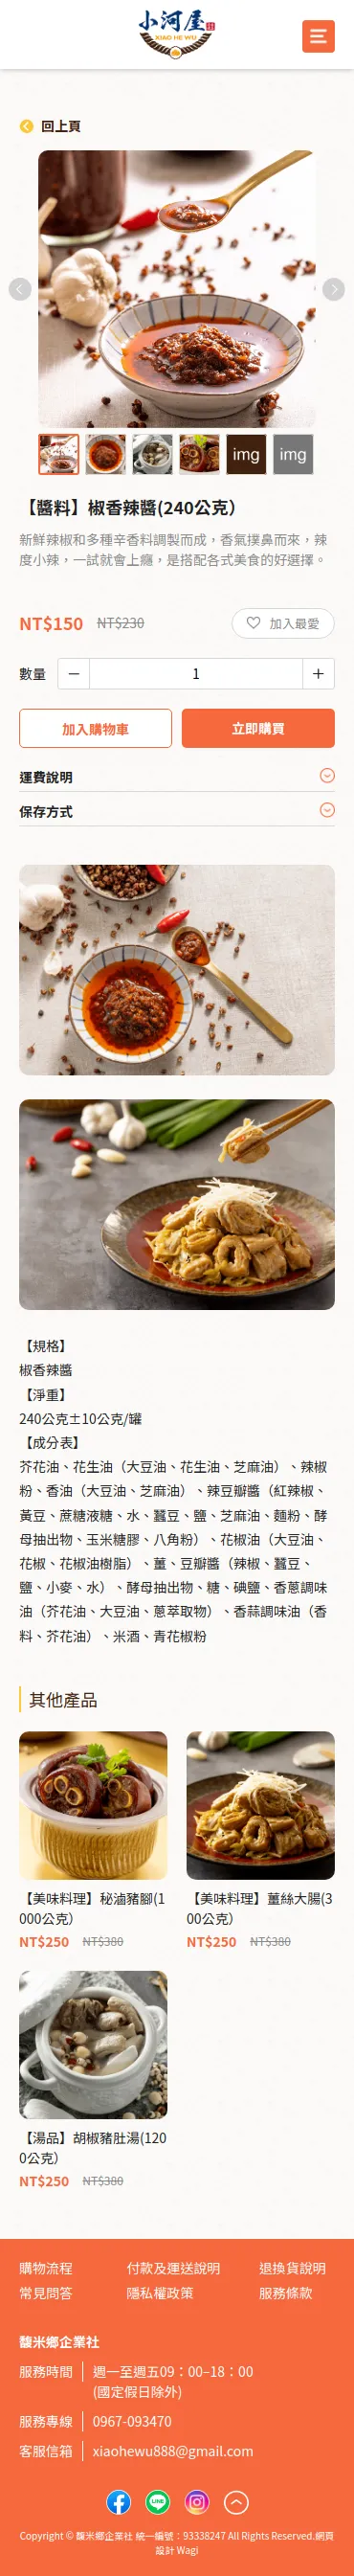 小河屋
XIAO HE WU
回上頁
img
img
【醬料】椒香辣醬(240公克）
新鮮辣椒和多種辛香料調製而成，香氣撲鼻而來，辣
度小辣，一試就會上癮，是搭配各式美食的好選擇。
NT$150 NT$230 加入最愛
數量 1
加入購物車 立即購買
運費說明
保存方式
【規格】
椒香辣醬
【淨重】
240公克±10公克/罐
【成分表】
芥花油、花生油（大豆油、花生油、芝麻油）、辣椒
粉、香油（大豆油、芝麻油）、辣豆瓣醬（紅辣椒、
黃豆、蔗糖液糖、水、蠶豆、鹽、芝麻油、麵粉、酵
母抽出物、玉米糖膠、八角粉）、花椒油（大豆油、
花椒、花椒油樹脂）、薑、豆瓣醬（辣椒、蠶豆、
鹽、小麥、水）、酵母抽出物、糖、碘鹽、香蔥調味
油（芥花油、大豆油、蔥萃取物）、香蒜調味油（香
料、芥花油）、米酒、青花椒粉
其他產品
【美味料理】秘滷豬腳(1
000公克）
NT$250 NT$380
【美味料理】薑絲大腸(3
00公克）
NT$250 NT$380
【湯品】胡椒豬肚湯(120
0公克）
NT$250 NT$380
購物流程 付款及運送說明 退換貨說明
常見問答 隱私權政策 服務條款
馥米鄉企業社
服務時間 週一至週五09：00–18：00
(國定假日除外)
服務專線 0967-093470
客服信箱 xiaohewu888@gmail.com
Copyright © 馥米鄉企業社 統一編號：93338247 All Rights Reserved.網頁
設計 Wagi